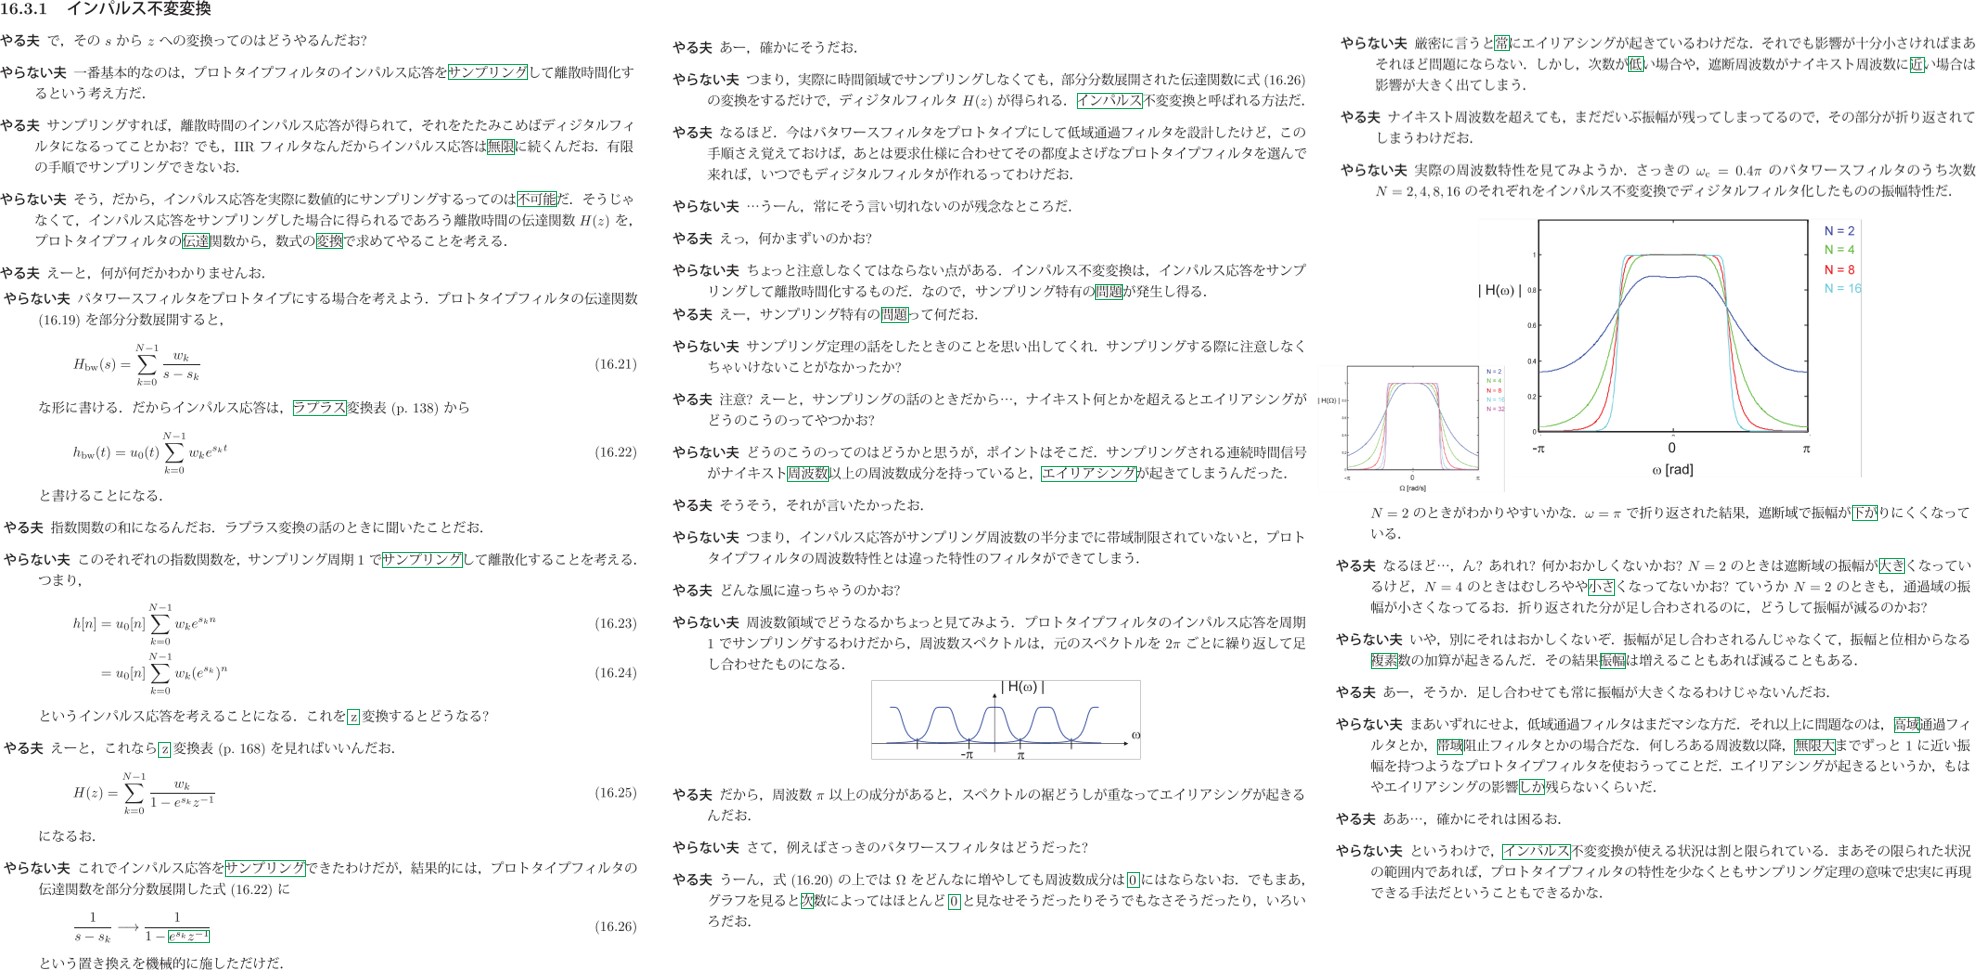 16.3.1 インパルス不変変換
やる夫 で，その s から z への変換ってのはどうやるんだお?
やらない夫 一番基本的なのは，プロトタイプフィルタのインパルス応答をサンプリングして離散時間化す
るという考え方だ．
やる夫 サンプリングすれば，離散時間のインパルス応答が得られて，それをたたみこめばディジタルフィ
ルタになるってことかお? でも，IIR フィルタなんだからインパルス応答は無限に続くんだお．有限
の手順でサンプリングできないお．
やらない夫 そう，だから，インパルス応答を実際に数値的にサンプリングするってのは不可能だ．そうじゃ
なくて，インパルス応答をサンプリングした場合に得られるであろう離散時間の伝達関数 H(z) を，
プロトタイプフィルタの伝達関数から，数式の変換で求めてやることを考える．
やる夫 えーと，何が何だかわかりませんお．
やらない夫 バタワースフィルタをプロトタイプにする場合を考えよう．プロトタイプフィルタの伝達関数
(16.19) を部分分数展開すると，
H_bw(s) = ∑_{k=0}^{N−1} w_k / (s − s_k) (16.21)
な形に書ける．だからインパルス応答は，ラプラス変換表 (p. 138) から
h_bw(t) = u_0(t) ∑_{k=0}^{N−1} w_k e^{s_k t} (16.22)
と書けることになる．
やる夫 指数関数の和になるんだお．ラプラス変換の話のときに聞いたことだお．
やらない夫 このそれぞれの指数関数を，サンプリング周期 1 でサンプリングして離散化することを考える．
つまり，
h[n] = u_0[n] ∑_{k=0}^{N−1} w_k e^{s_k n} (16.23)
= u_0[n] ∑_{k=0}^{N−1} w_k (e^{s_k})^n (16.24)
というインパルス応答を考えることになる．これを z 変換するとどうなる?
やる夫 えーと，これなら z 変換表 (p. 168) を見ればいいんだお．
H(z) = ∑_{k=0}^{N−1} w_k / (1 − e^{s_k} z^{−1}) (16.25)
になるお．
やらない夫 これでインパルス応答をサンプリングできたわけだが，結果的には，プロトタイプフィルタの
伝達関数を部分分数展開した式 (16.22) に
1 / (s − s_k) ⟶ 1 / (1 − e^{s_k} z^{−1}) (16.26)
という置き換えを機械的に施しただけだ．
やる夫 あー，確かにそうだお．
やらない夫 つまり，実際に時間領域でサンプリングしなくても，部分分数展開された伝達関数に式 (16.26)
の変換をするだけで，ディジタルフィルタ H(z) が得られる．インパルス不変変換と呼ばれる方法だ．
やる夫 なるほど．今はバタワースフィルタをプロトタイプにして低域通過フィルタを設計したけど，この
手順さえ覚えておけば，あとは要求仕様に合わせてその都度よさげなプロトタイプフィルタを選んで
来れば，いつでもディジタルフィルタが作れるってわけだお．
やらない夫 …うーん，常にそう言い切れないのが残念なところだ．
やる夫 えっ，何かまずいのかお?
やらない夫 ちょっと注意しなくてはならない点がある．インパルス不変変換は，インパルス応答をサンプ
リングして離散時間化するものだ．なので，サンプリング特有の問題が発生し得る．
やる夫 えー，サンプリング特有の問題って何だお．
やらない夫 サンプリング定理の話をしたときのことを思い出してくれ．サンプリングする際に注意しなく
ちゃいけないことがなかったか?
やる夫 注意? えーと，サンプリングの話のときだから…，ナイキスト何とかを超えるとエイリアシングが
どうのこうのってやつかお?
やらない夫 どうのこうのってのはどうかと思うが，ポイントはそこだ．サンプリングされる連続時間信号
がナイキスト周波数以上の周波数成分を持っていると，エイリアシングが起きてしまうんだった．
やる夫 そうそう，それが言いたかったお．
やらない夫 つまり，インパルス応答がサンプリング周波数の半分までに帯域制限されていないと，プロト
タイプフィルタの周波数特性とは違った特性のフィルタができてしまう．
やる夫 どんな風に違っちゃうのかお?
やらない夫 周波数領域でどうなるかちょっと見てみよう．プロトタイプフィルタのインパルス応答を周期
1 でサンプリングするわけだから，周波数スペクトルは，元のスペクトルを 2π ごとに繰り返して足
し合わせたものになる．
| H(ω) |
ω
-π π
やる夫 だから，周波数 π 以上の成分があると，スペクトルの裾どうしが重なってエイリアシングが起きる
んだお．
やらない夫 さて，例えばさっきのバタワースフィルタはどうだった?
やる夫 うーん，式 (16.20) の上では Ω をどんなに増やしても周波数成分は 0 にはならないお．でもまあ，
グラフを見ると次数によってはほとんど 0 と見なせそうだったりそうでもなさそうだったり，いろい
ろだお．
やらない夫 厳密に言うと常にエイリアシングが起きているわけだな．それでも影響が十分小さければまあ
それほど問題にならない．しかし，次数が低い場合や，遮断周波数がナイキスト周波数に近い場合は
影響が大きく出てしまう．
やる夫 ナイキスト周波数を超えても，まだだいぶ振幅が残ってしまってるので，その部分が折り返されて
しまうわけだお．
やらない夫 実際の周波数特性を見てみようか．さっきの ω_c = 0.4π のバタワースフィルタのうち次数
N = 2, 4, 8, 16 のそれぞれをインパルス不変変換でディジタルフィルタ化したものの振幅特性だ．
N = 2
N = 4
N = 8
N = 16
| H(ω) |
1
0.8
0.6
0.4
0.2
0
-π 0 π
ω [rad]
N = 2
N = 4
N = 8
N = 16
N = 32
| H(Ω) |
-π 0 π
Ω [rad/s]
N = 2 のときがわかりやすいかな．ω = π で折り返された結果，遮断域で振幅が下がりにくくなって
いる．
やる夫 なるほど…，ん? あれれ? 何かおかしくないかお? N = 2 のときは遮断域の振幅が大きくなってい
るけど，N = 4 のときはむしろやや小さくなってないかお? ていうか N = 2 のときも，通過域の振
幅が小さくなってるお．折り返された分が足し合わされるのに，どうして振幅が減るのかお?
やらない夫 いや，別にそれはおかしくないぞ．振幅が足し合わされるんじゃなくて，振幅と位相からなる
複素数の加算が起きるんだ．その結果振幅は増えることもあれば減ることもある．
やる夫 あー，そうか．足し合わせても常に振幅が大きくなるわけじゃないんだお．
やらない夫 まあいずれにせよ，低域通過フィルタはまだマシな方だ．それ以上に問題なのは，高域通過フィ
ルタとか，帯域阻止フィルタとかの場合だな．何しろある周波数以降，無限大までずっと 1 に近い振
幅を持つようなプロトタイプフィルタを使おうってことだ．エイリアシングが起きるというか，もは
やエイリアシングの影響しか残らないくらいだ．
やる夫 ああ…，確かにそれは困るお．
やらない夫 というわけで，インパルス不変変換が使える状況は割と限られている．まあその限られた状況
の範囲内であれば，プロトタイプフィルタの特性を少なくともサンプリング定理の意味で忠実に再現
できる手法だということもできるかな．